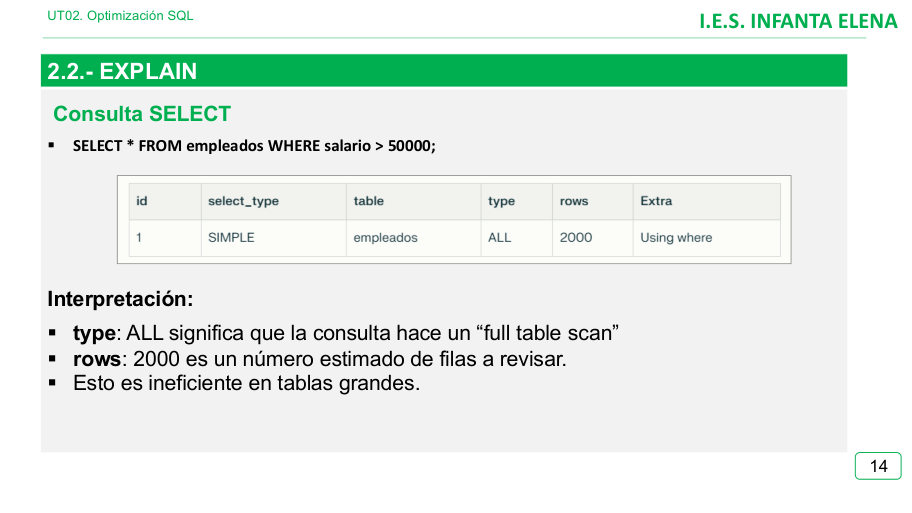 UT02. Optimización SQL
I.E.S. INFANTA ELENA
2.2.- EXPLAIN
Consulta SELECT
▪ SELECT * FROM empleados WHERE salario > 50000;
id select_type table type rows Extra
1 SIMPLE empleados ALL 2000 Using where
Interpretación:
▪ type: ALL significa que la consulta hace un “full table scan”
▪ rows: 2000 es un número estimado de filas a revisar.
▪ Esto es ineficiente en tablas grandes.
14